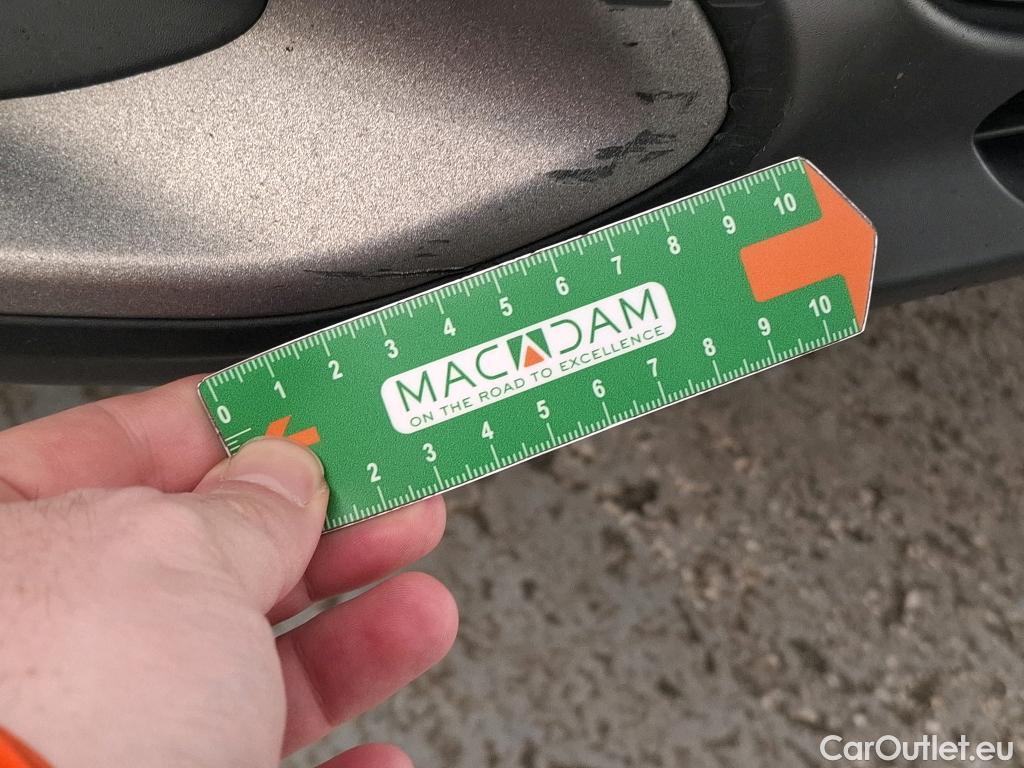 0 1 2 3 4 5 6 7 8 9 10
MACADAM
ON THE ROAD TO EXCELLENCE
2 3 4 5 6 7 8 9 10
CarOutlet.eu